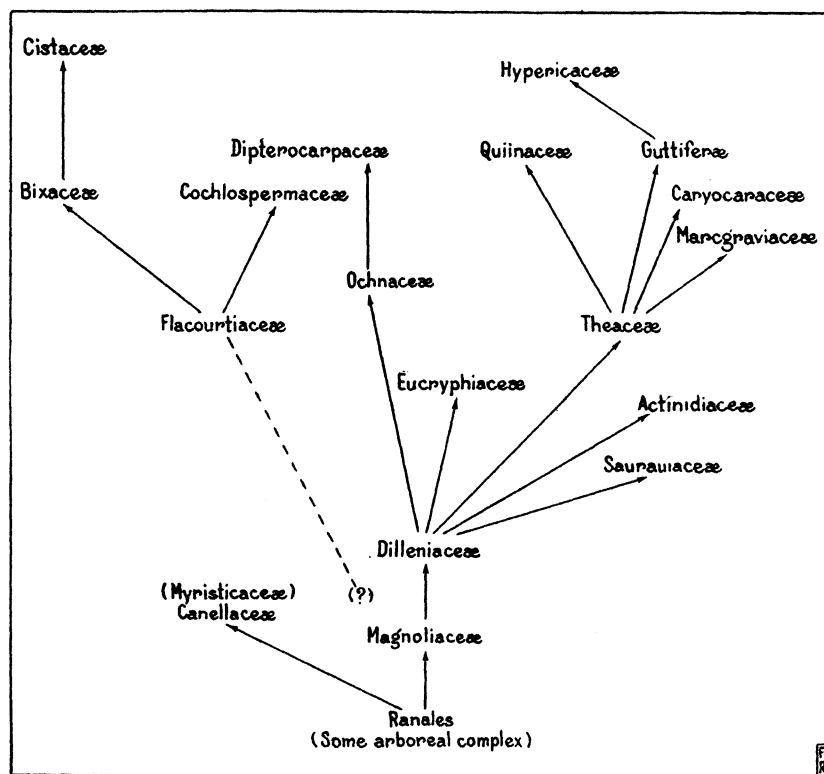 Cistaceæ
Hypericaceæ
Dipterocarpaceæ
Quiinaceæ
Guttiferæ
Bixaceæ
Cochlospermaceæ
Caryocaraceæ
Marcgraviaceæ
Ochnaceæ
Flacourtiaceæ
Theaceæ
Eucryphiaceæ
Actinidiaceæ
Saurauiaceæ
Dilleniaceæ
(Myristicaceæ)
Canellaceæ
(?)
Magnoliaceæ
Ranales
(Some arboreal complex)